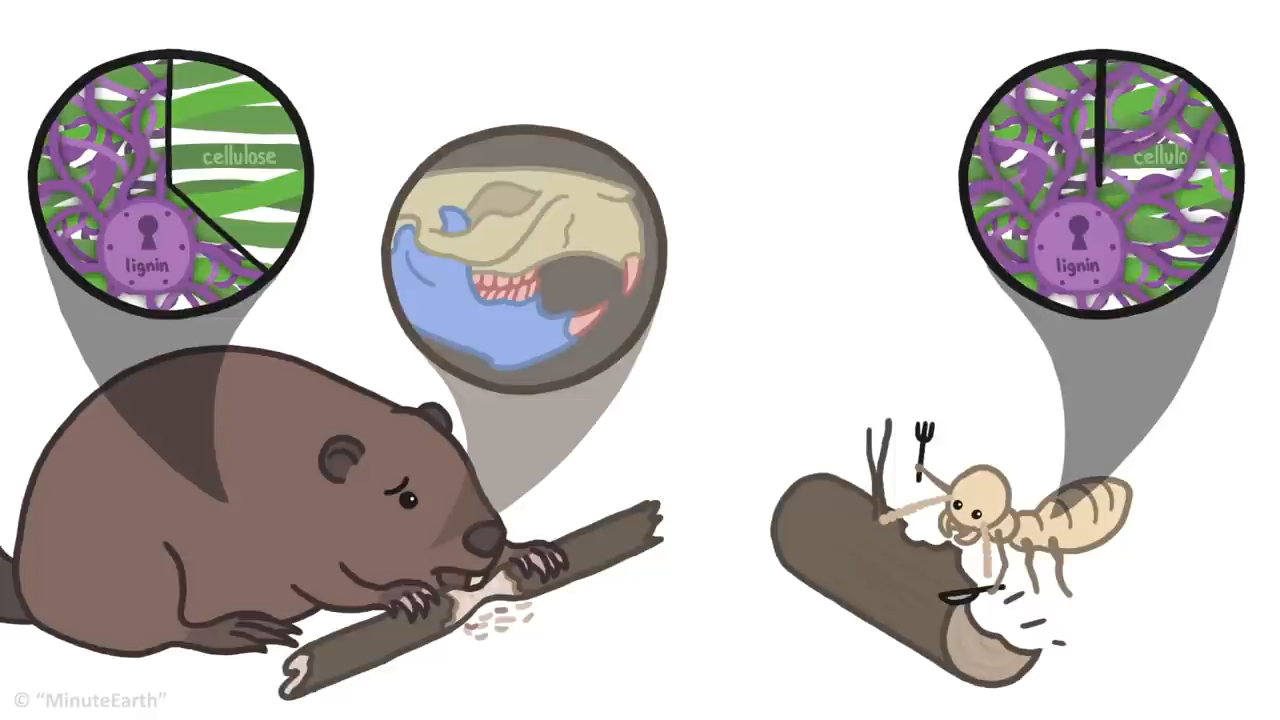 cellulose
lignin
cellulo
lignin
© “MinuteEarth”